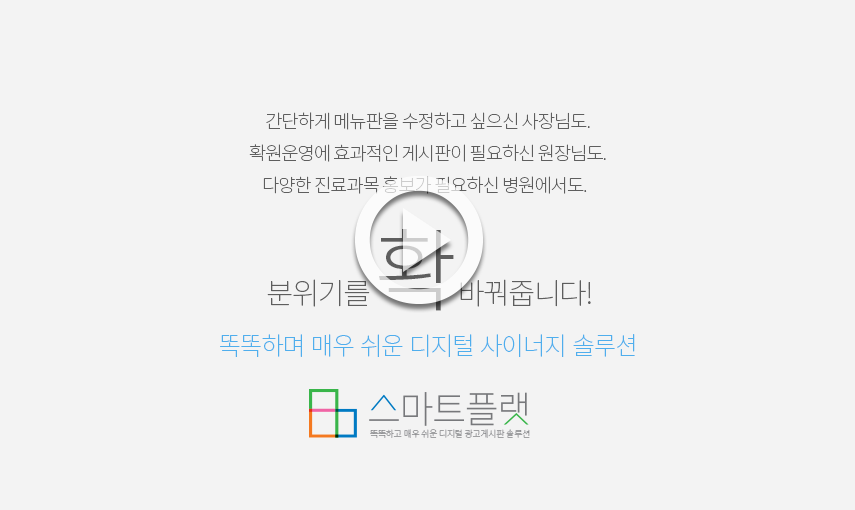 간단하게 메뉴판을 수정하고 싶으신 사장님도.
확원운영에 효과적인 게시판이 필요하신 원장님도.
다양한 진료과목 홍보가 필요하신 병원에서도.
분위기를 확 바꿔줍니다!
똑똑하며 매우 쉬운 디지털 사이너지 솔루션
스마트플랫
똑똑하고 매우 쉬운 디지털 광고게시판 솔루션